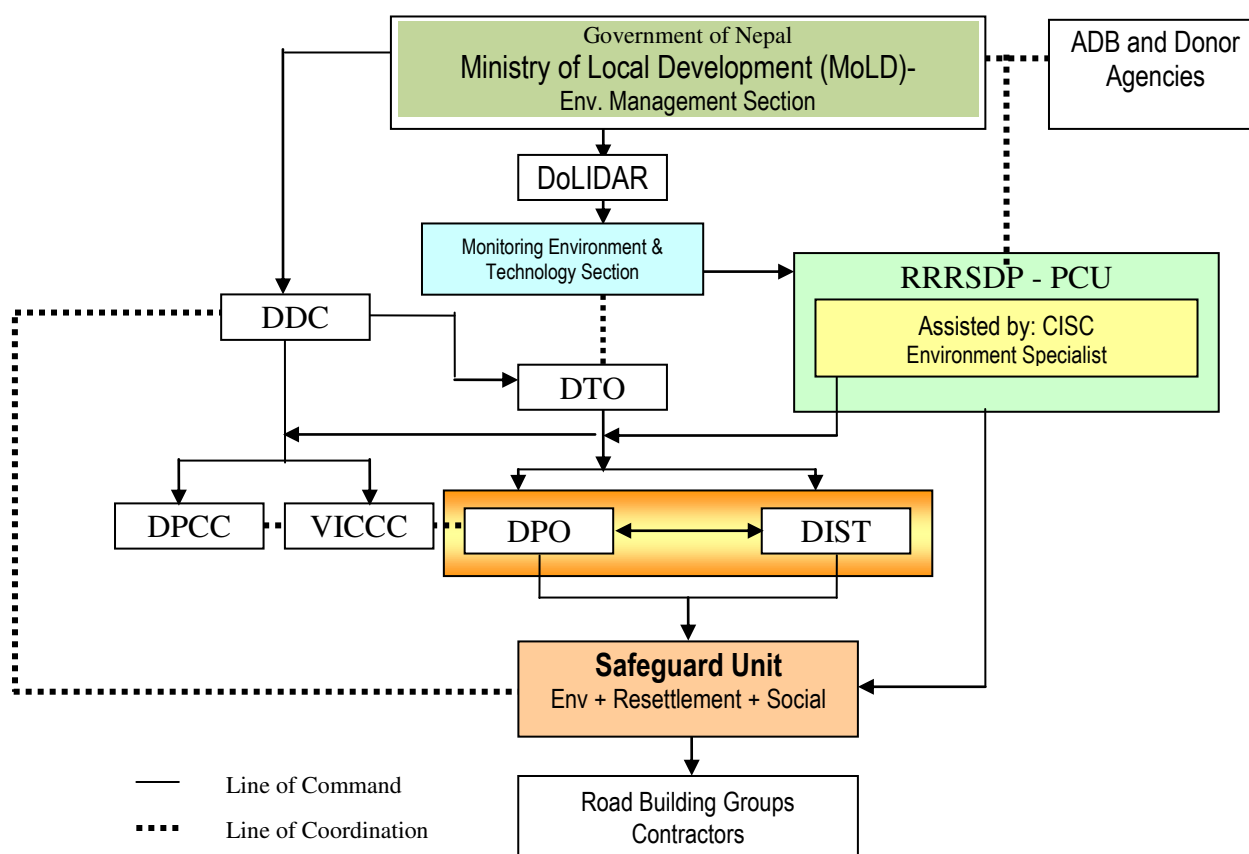 Government of Nepal
Ministry of Local Development (MoLD)-
Env. Management Section
ADB and Donor
Agencies
DoLIDAR
Monitoring Environment &
Technology Section
RRRSDP - PCU
Assisted by: CISC
Environment Specialist
DDC
DTO
DPCC
VICCC
DPO
DIST
Safeguard Unit
Env + Resettlement + Social
Line of Command
Line of Coordination
Road Building Groups
Contractors